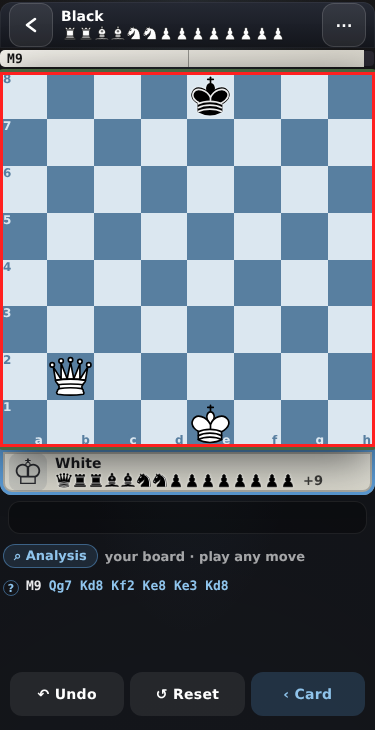 Black
...
M9
8
7
6
5
4
3
2
1
a b c d e f g h
White
+9
Analysis your board · play any move
? M9 Qg7 Kd8 Kf2 Ke8 Ke3 Kd8
↶ Undo ↺ Reset ‹ Card